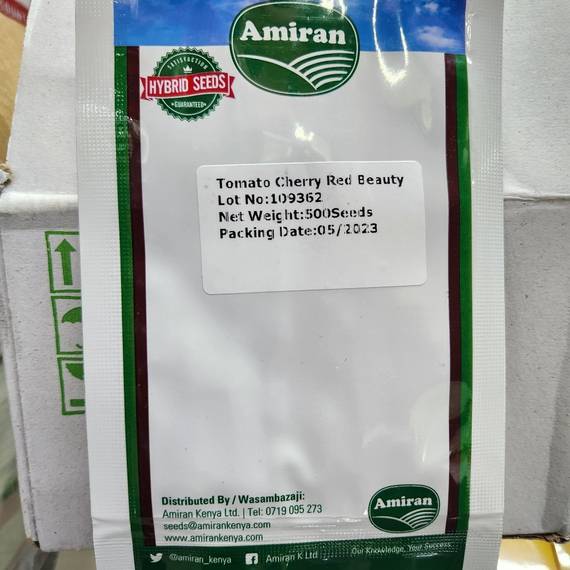 Amiran
SATISFACTION
HYBRID SEEDS
GUARANTEED
Tomato Cherry Red Beauty
Lot No:109362
Net Weight:500Seeds
Packing Date:05/2023
Distributed By / Wasambazaji:
Amiran Kenya Ltd. | Tel: 0719 095 273
seeds@amirankenya.com
www.amirankenya.com
Amiran
@amiran_kenya Amiran K Ltd
Our Knowledge, Your Success